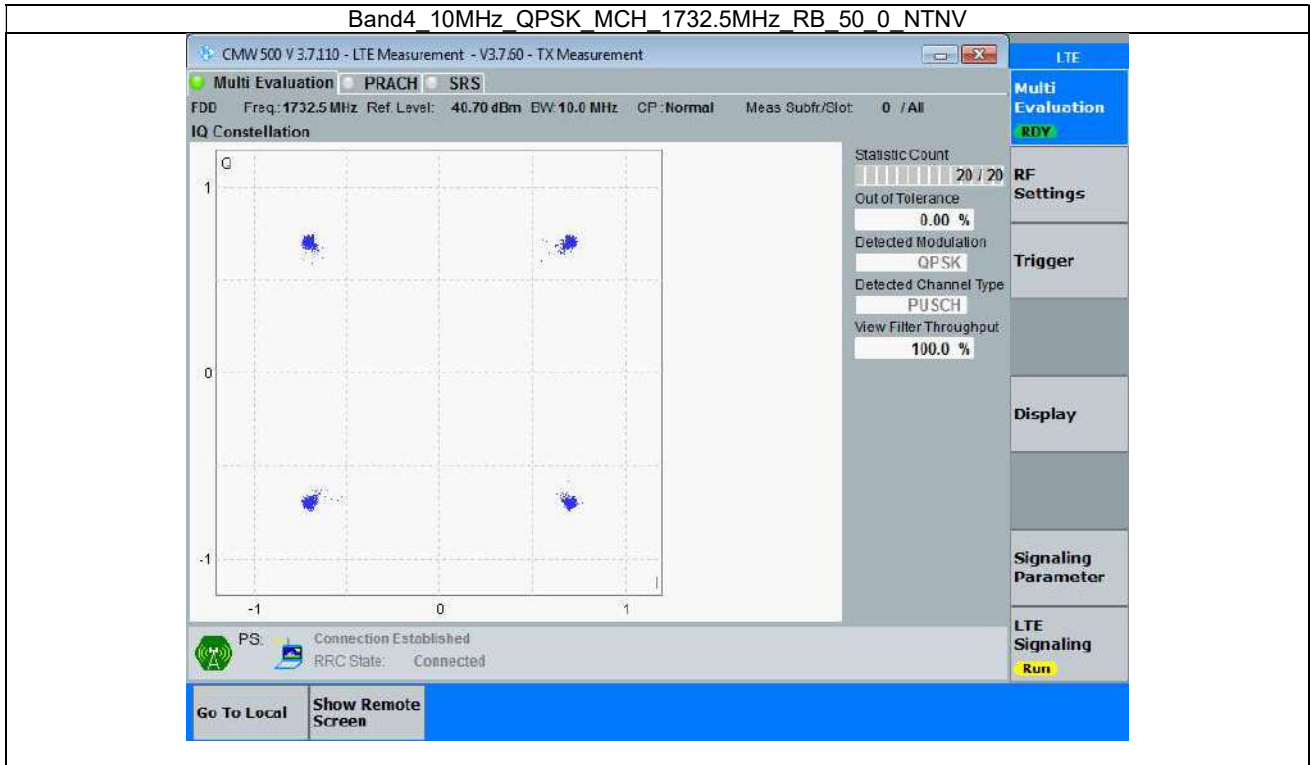 Band4_10MHz_QPSK_MCH_1732.5MHz_RB_50_0_NTNV
CMW 500 V 3.7.110 - LTE Measurement - V3.7.60 - TX Measurement
LTE
Multi Evaluation PRACH SRS
FDD Freq.: 1732.5 MHz Ref. Level: 40.70 dBm BW: 10.0 MHz CP: Normal Meas Subfr/Slot: 0 / All
IQ Constellation
Multi
Evaluation
RDY
Q
1
0
-1
-1 0 1
I
Statistic Count
20 / 20
Out of Tolerance
0.00 %
Detected Modulation
QPSK
Detected Channel Type
PUSCH
View Filter Throughput
100.0 %
RF
Settings
Trigger
Display
Signaling
Parameter
LTE
Signaling
Run
PS: Connection Established
RRC State: Connected
Go To Local
Show Remote
Screen